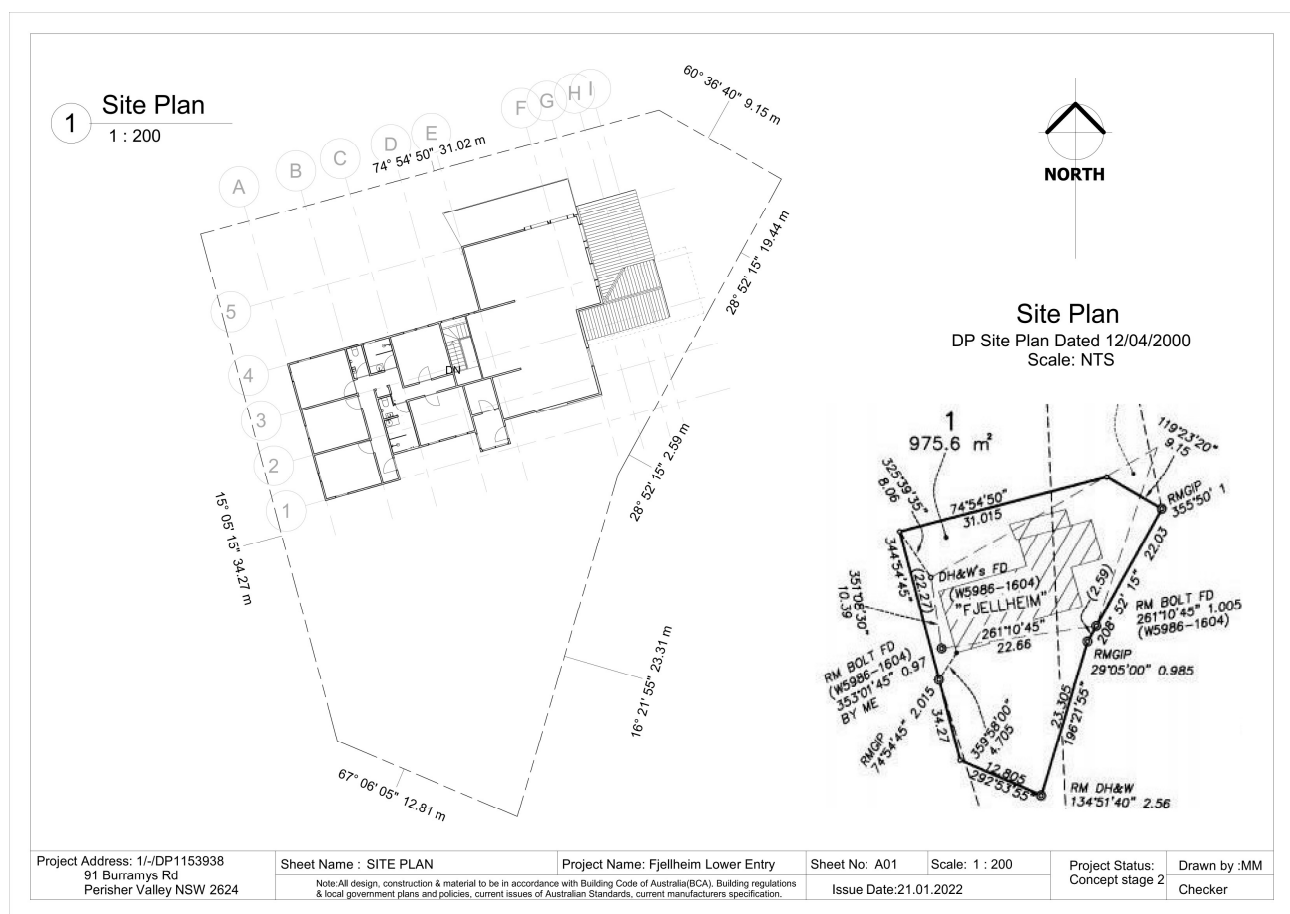 1
Site Plan
1 : 200
A
B
C
D
E
F
G
H
I
5
4
3
2
1
74° 54' 50" 31.02 m
60° 36' 40" 9.15 m
28° 52' 15" 19.44 m
28° 52' 15" 2.59 m
16° 21' 55" 23.31 m
67° 06' 05" 12.81 m
15° 05' 15" 34.27 m
DN
NORTH
Site Plan
DP Site Plan Dated 12/04/2000
Scale: NTS
1
975.6 m²
119°23'20"
9.15
325°39'35"
8.06
74°54'50"
31.015
RMGIP
355°50' 1
344°54'45"
(22.27)
DH&W's FD
(W5986-1604)
"FJELLHEIM"
22.03
(2.59)
208° 52' 15"
351°08'30"
10.39
261°10'45"
22.66
RM BOLT FD
261°10'45" 1.005
(W5986-1604)
RMGIP
29°05'00" 0.985
RM BOLT FD
(W5986-1604)
353°01'45" 0.97
BY ME
RMGIP
74°54'45" 2.015
34.27
359°58'00"
4.705
23.305
196°21'55"
12.805
292°53'55"
RM DH&W
134°51'40" 2.56
Project Address: 1/-/DP1153938
91 Burramys Rd
Perisher Valley NSW 2624
Sheet Name : SITE PLAN
Project Name: Fjellheim Lower Entry
Sheet No: A01
Scale: 1 : 200
Project Status:
Concept stage 2
Drawn by :MM
Note:All design, construction & material to be in accordance with Building Code of Australia(BCA). Building regulations
& local government plans and policies, current issues of Australian Standards, current manufacturers specification.
Issue Date:21.01.2022
Checker